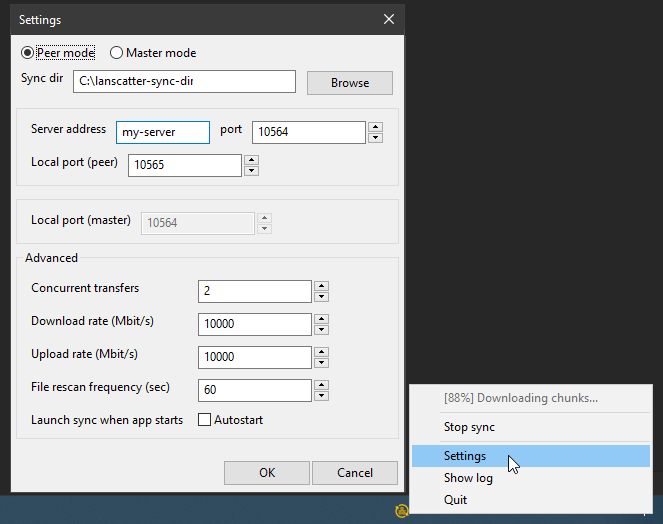 Settings
Peer mode Master mode
Sync dir C:\lanscatter-sync-dir Browse
Server address my-server port 10564
Local port (peer) 10565
Local port (master) 10564
Advanced
Concurrent transfers 2
Download rate (Mbit/s) 10000
Upload rate (Mbit/s) 10000
File rescan frequency (sec) 60
Launch sync when app starts Autostart
OK Cancel
[88%] Downloading chunks...
Stop sync
Settings
Show log
Quit